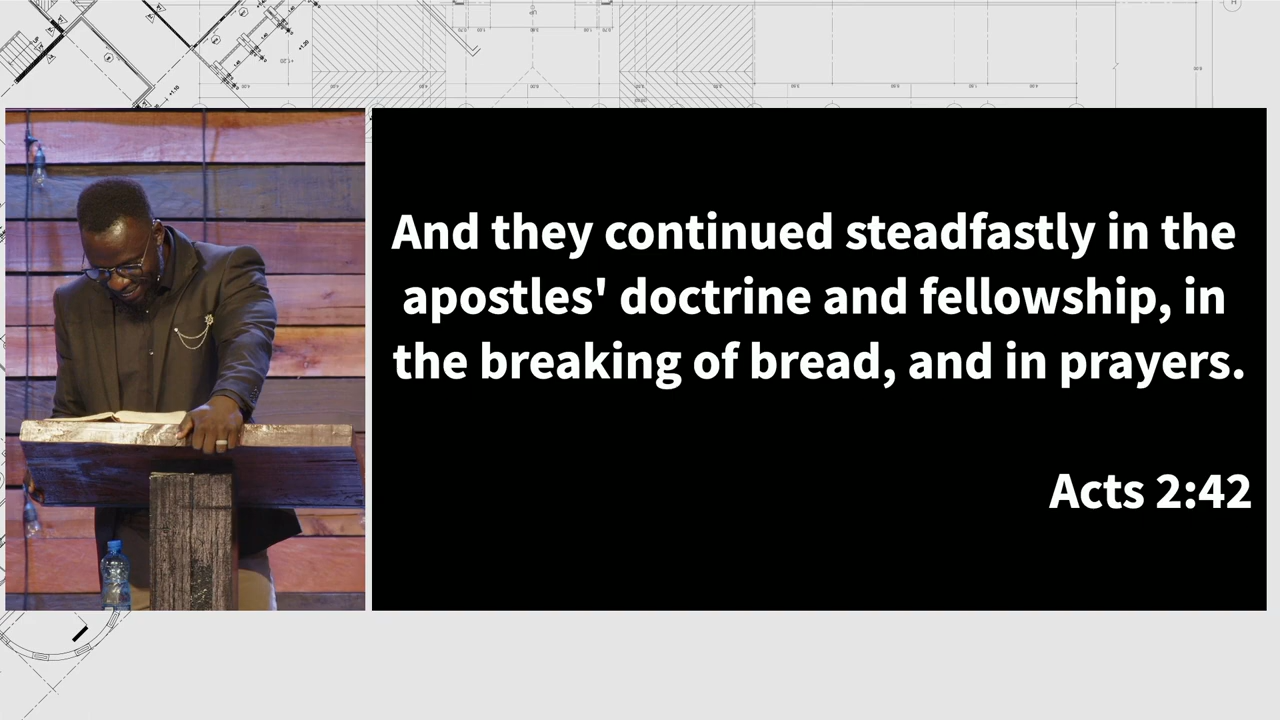 And they continued steadfastly in the
apostles' doctrine and fellowship, in
the breaking of bread, and in prayers.
Acts 2:42